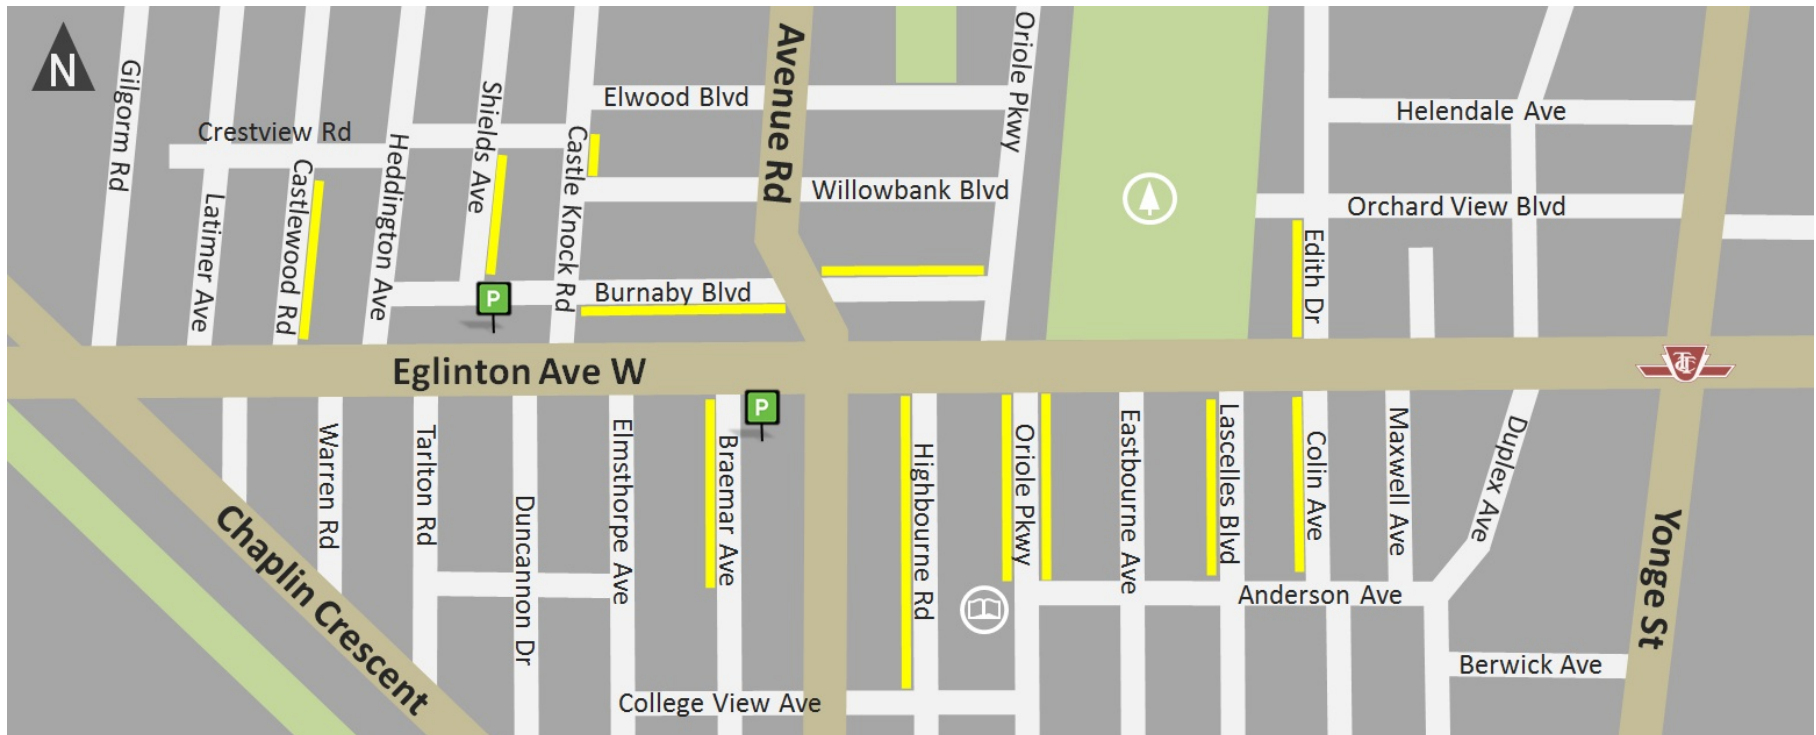 N
Gilgorm Rd
Crestview Rd
Latimer Ave
Castlewood Rd
Heddington Ave
Shields Ave
Castle Knock Rd
Elwood Blvd
Avenue Rd
Willowbank Blvd
Oriole Pkwy
Burnaby Blvd
P
Helendale Ave
Orchard View Blvd
Edith Dr
Eglinton Ave W
TTC
P
Warren Rd
Tarlton Rd
Duncannon Dr
Elmsthorpe Ave
Braemar Ave
Highbourne Rd
Oriole Pkwy
Eastbourne Ave
Lascelles Blvd
Colin Ave
Maxwell Ave
Duplex Ave
Yonge St
Chaplin Crescent
Anderson Ave
Berwick Ave
College View Ave